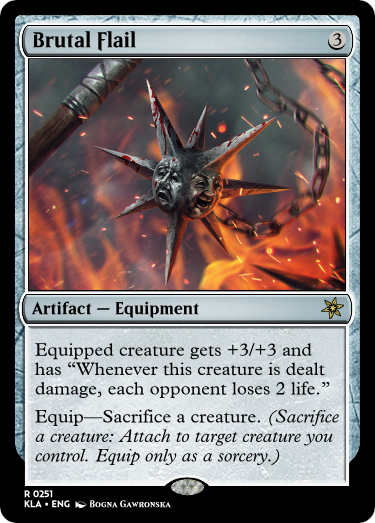 Brutal Flail 3
Artifact — Equipment
Equipped creature gets +3/+3 and
has “Whenever this creature is dealt
damage, each opponent loses 2 life.”
Equip—Sacrifice a creature. (Sacrifice
a creature: Attach to target creature you
control. Equip only as a sorcery.)
R 0251
KLA • ENG Bogna Gawronska